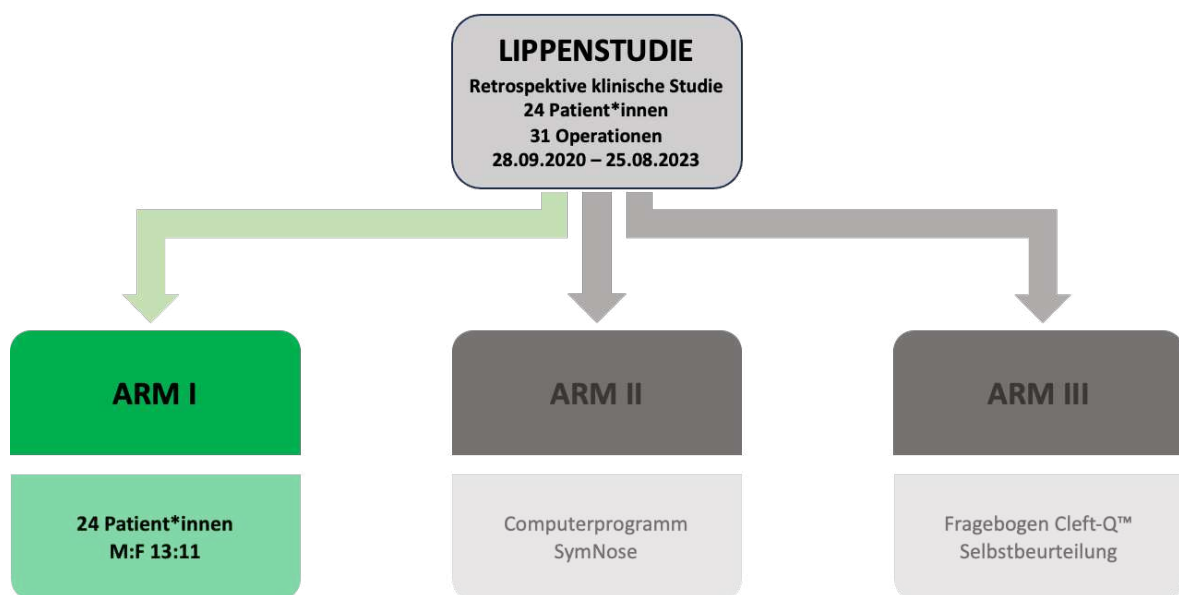 LIPPENSTUDIE
Retrospektive klinische Studie
24 Patient*innen
31 Operationen
28.09.2020 – 25.08.2023
ARM I
24 Patient*innen
M:F 13:11
ARM II
Computerprogramm
SymNose
ARM III
Fragebogen Cleft-Q™
Selbstbeurteilung